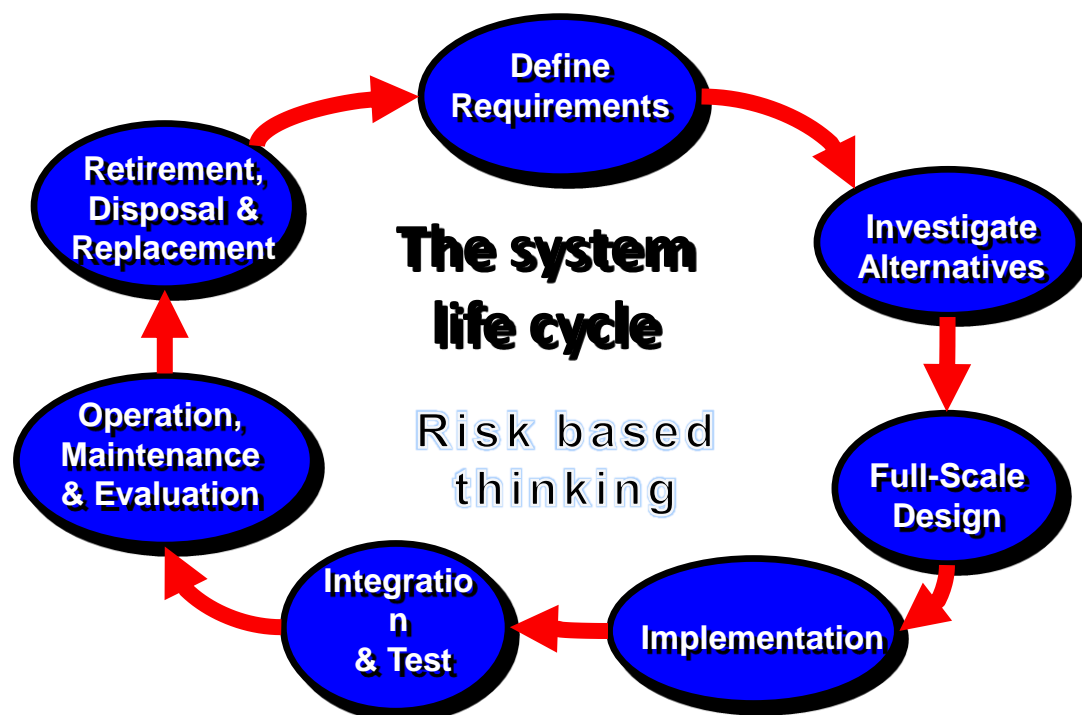 Define
Requirements
Investigate
Alternatives
Full-Scale
Design
Implementation
Integratio
n
& Test
Operation,
Maintenance
& Evaluation
Retirement,
Disposal &
Replacement
The system
life cycle
Risk based
thinking